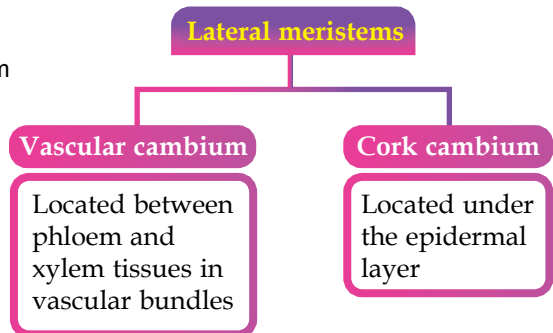 Lateral meristems
Vascular cambium
Located between
phloem and
xylem tissues in
vascular bundles
Cork cambium
Located under
the epidermal
layer